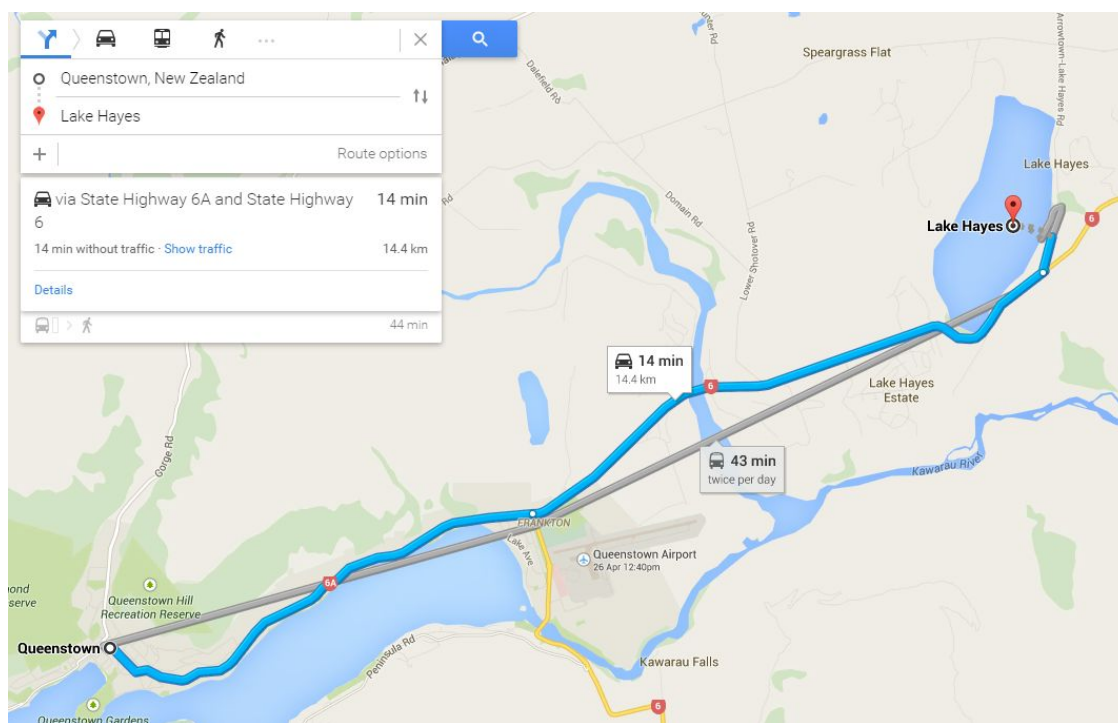 Queenstown, New Zealand
Lake Hayes
Route options
via State Highway 6A and State Highway
6
14 min
14 min without traffic · Show traffic
14.4 km
Details
44 min
Speargrass Flat
Dalefield Rd
Arrowtown-Lake Hayes Rd
Lake Hayes
Domain Rd
Rd
Lower Shotover Rd
Lake Hayes
6
14 min
14.4 km
6
Lake Hayes
Estate
Gorge Rd
43 min
twice per day
Kawarau River
FRANKTON
Lake Ave
Queenstown Airport
26 Apr 12:40pm
6A
Queenstown Hill
Recreation Reserve
Queenstown
Peninsula Rd
Kawarau Falls
6
Queenstown Gardens